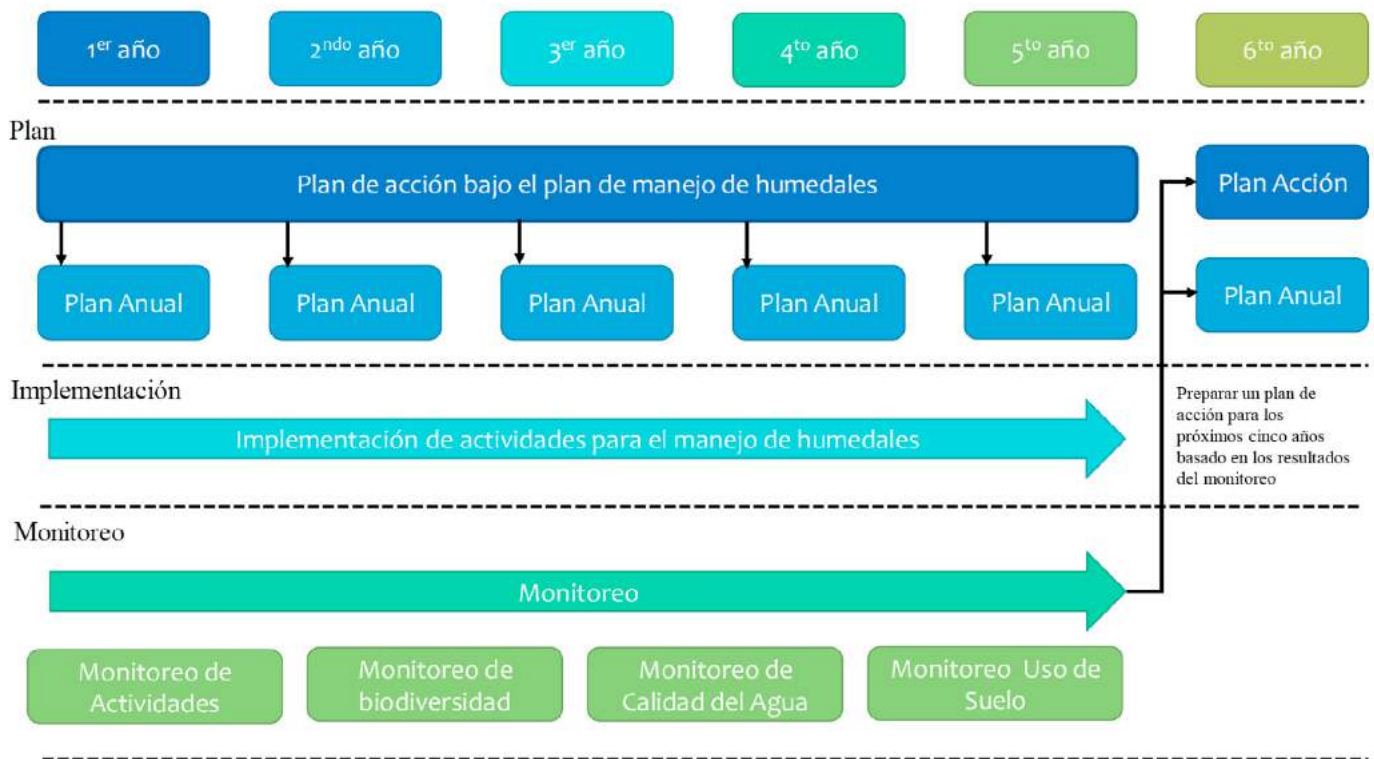 1er año
2ndo año
3er año
4to año
5to año
6to año
Plan
Plan de acción bajo el plan de manejo de humedales
Plan Acción
Plan Anual
Plan Anual
Plan Anual
Plan Anual
Plan Anual
Plan Anual
Implementación
Implementación de actividades para el manejo de humedales
Preparar un plan de
acción para los
próximos cinco años
basado en los resultados
del monitoreo
Monitoreo
Monitoreo
Monitoreo de
Actividades
Monitoreo de
biodiversidad
Monitoreo de
Calidad del Agua
Monitoreo Uso de
Suelo